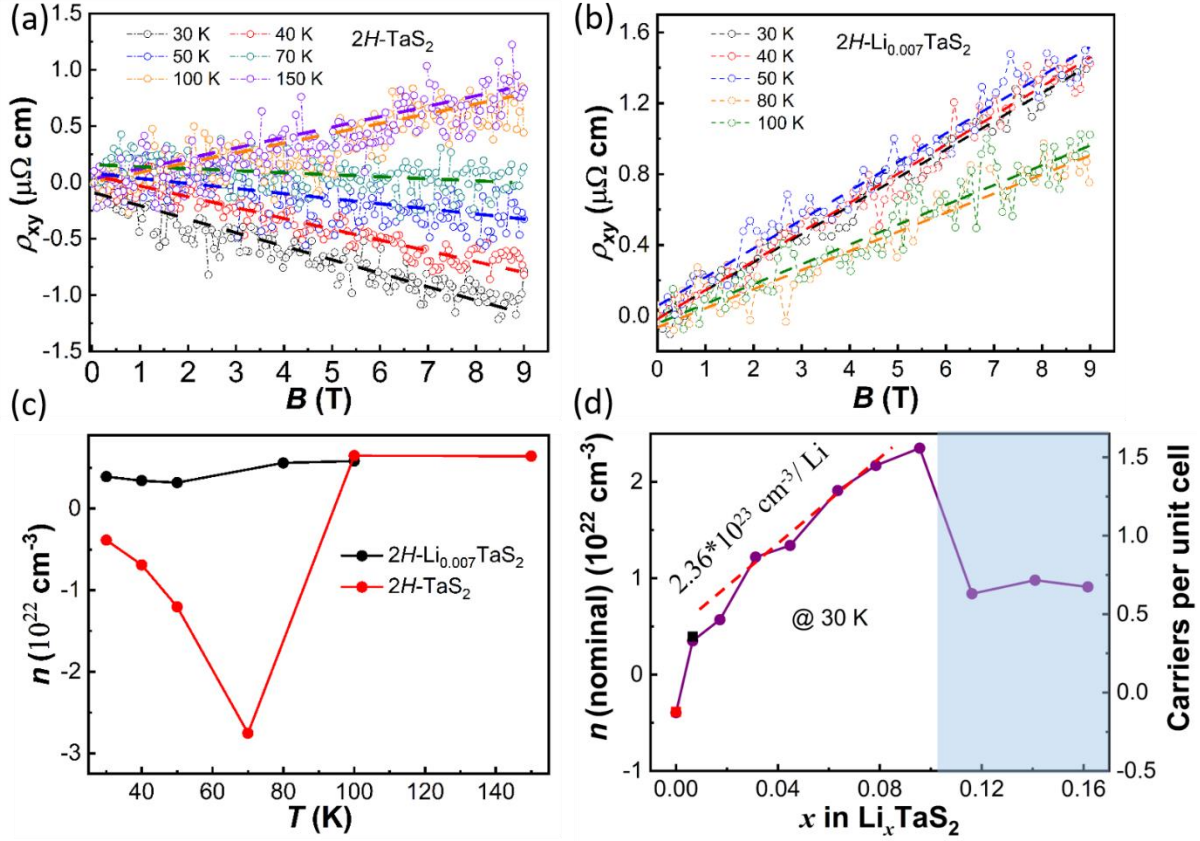 (a)
30 K 40 K
50 K 70 K
100 K 150 K
2H-TaS₂
1.5
1.0
0.5
0.0
-0.5
-1.0
-1.5
ρxy (μΩ cm)
0 1 2 3 4 5 6 7 8 9
B (T)
(b)
30 K
40 K
50 K
80 K
100 K
2H-Li₀.₀₀₇TaS₂
1.6
1.2
0.8
0.4
0.0
ρxy (μΩ cm)
0 1 2 3 4 5 6 7 8 9
B (T)
(c)
0
-1
-2
-3
n (10²² cm⁻³)
2H-Li₀.₀₀₇TaS₂
2H-TaS₂
40 60 80 100 120 140
T (K)
(d)
2
1
0
-1
n (nominal) (10²² cm⁻³)
2.36*10²³ cm⁻³/ Li
@ 30 K
1.5
1.0
0.5
0.0
-0.5
Carriers per unit cell
0.00 0.04 0.08 0.12 0.16
x in LiₓTaS₂